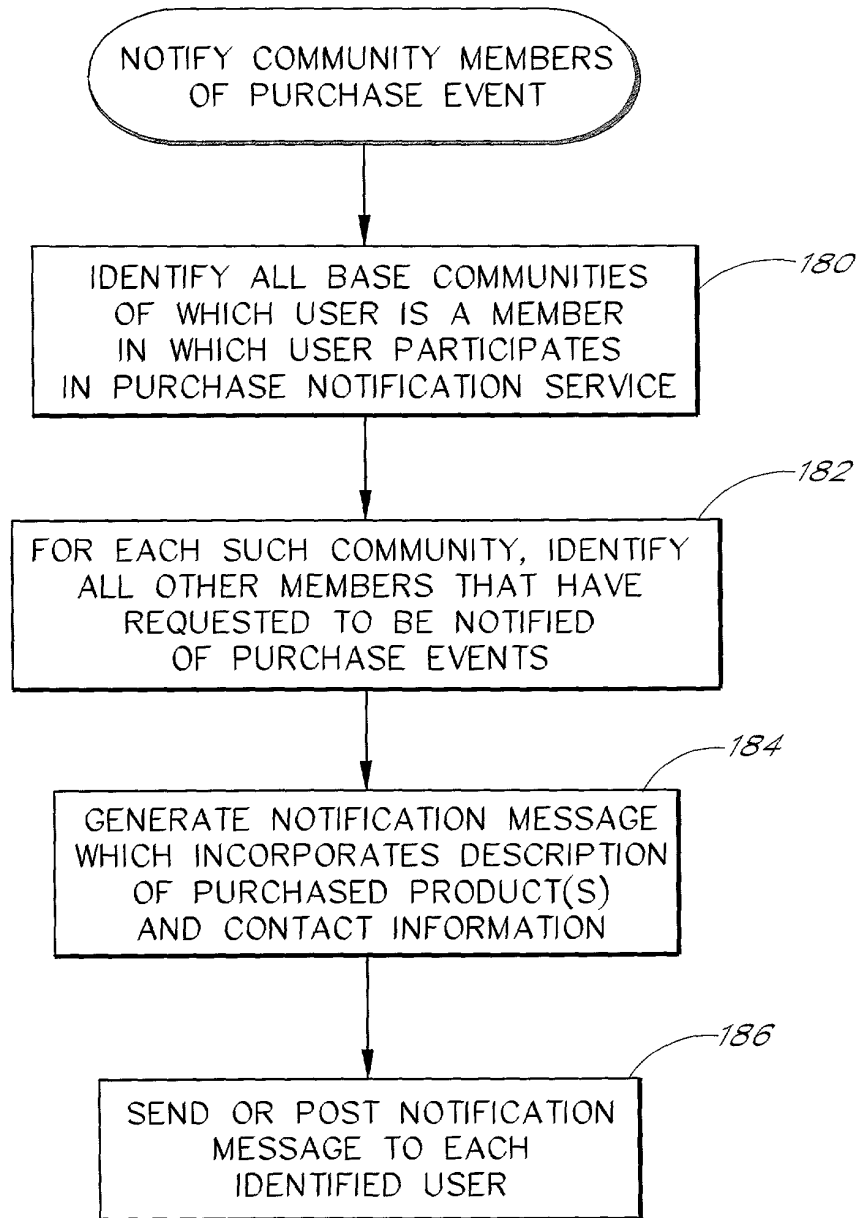 NOTIFY COMMUNITY MEMBERS
OF PURCHASE EVENT
180
IDENTIFY ALL BASE COMMUNITIES
OF WHICH USER IS A MEMBER
IN WHICH USER PARTICIPATES
IN PURCHASE NOTIFICATION SERVICE
182
FOR EACH SUCH COMMUNITY, IDENTIFY
ALL OTHER MEMBERS THAT HAVE
REQUESTED TO BE NOTIFIED
OF PURCHASE EVENTS
184
GENERATE NOTIFICATION MESSAGE
WHICH INCORPORATES DESCRIPTION
OF PURCHASED PRODUCT(S)
AND CONTACT INFORMATION
186
SEND OR POST NOTIFICATION
MESSAGE TO EACH
IDENTIFIED USER